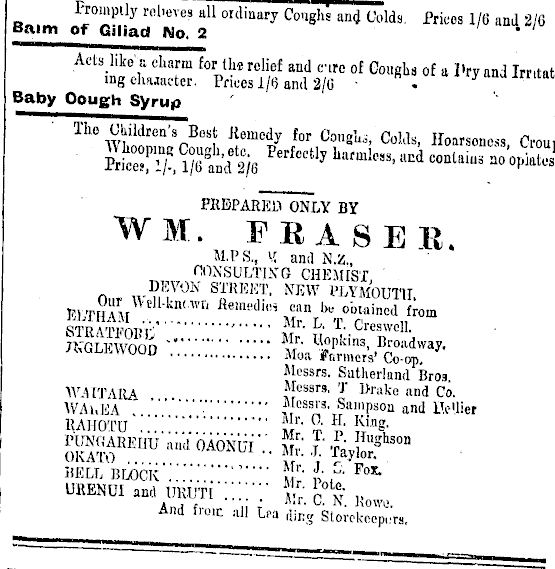 Promptly relieves all ordinary Coughs and Colds. Prices 1/6 and 2/6
Balm of Giliad No. 2
Acts like a charm for the relief and cure of Coughs of a Dry and Irritat
ing character. Prices 1/6 and 2/6
Baby Cough Syrup
The Children's Best Remedy for Coughs, Colds, Hoarseness, Croup
Whooping Cough, etc. Perfectly harmless, and contains no opiates
Prices, 1/-, 1/6 and 2/6
PREPARED ONLY BY
WM. FRASER.
M.P.S., and N.Z.,
CONSULTING CHEMIST,
DEVON STREET, NEW PLYMOUTH.
Our Well-known Remedies can be obtained from
ELTHAM .................... Mr. L. T. Creswell.
STRATFORD ................ Mr. Hopkins, Broadway.
INGLEWOOD ............... Moa Farmers' Co-op.
Messrs. Sutherland Bros.
Messrs. T Drake and Co.
WAITARA .................. Messrs. Sampson and Hellier
WAREA .................... Mr. C. H. King.
RAHOTU ................... Mr. T. P. Hughson
PUNGAREHU and OAONUI .. Mr. J. Taylor.
OKATO .................... Mr. J. S. Fox.
BELL BLOCK ............... Mr. Pote.
URENUI and URUTI ..... Mr. C. N. Rowe.
And from all Leading Storekeepers.